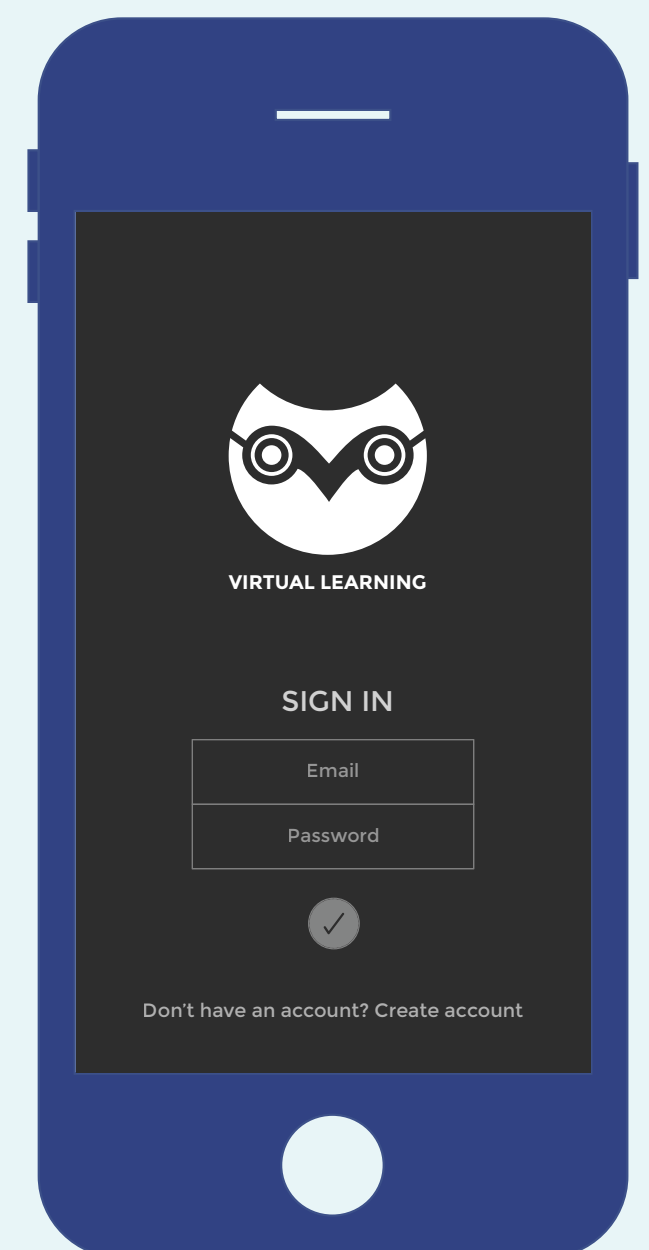 VIRTUAL LEARNING
SIGN IN
Email
Password
Don't have an account? Create account